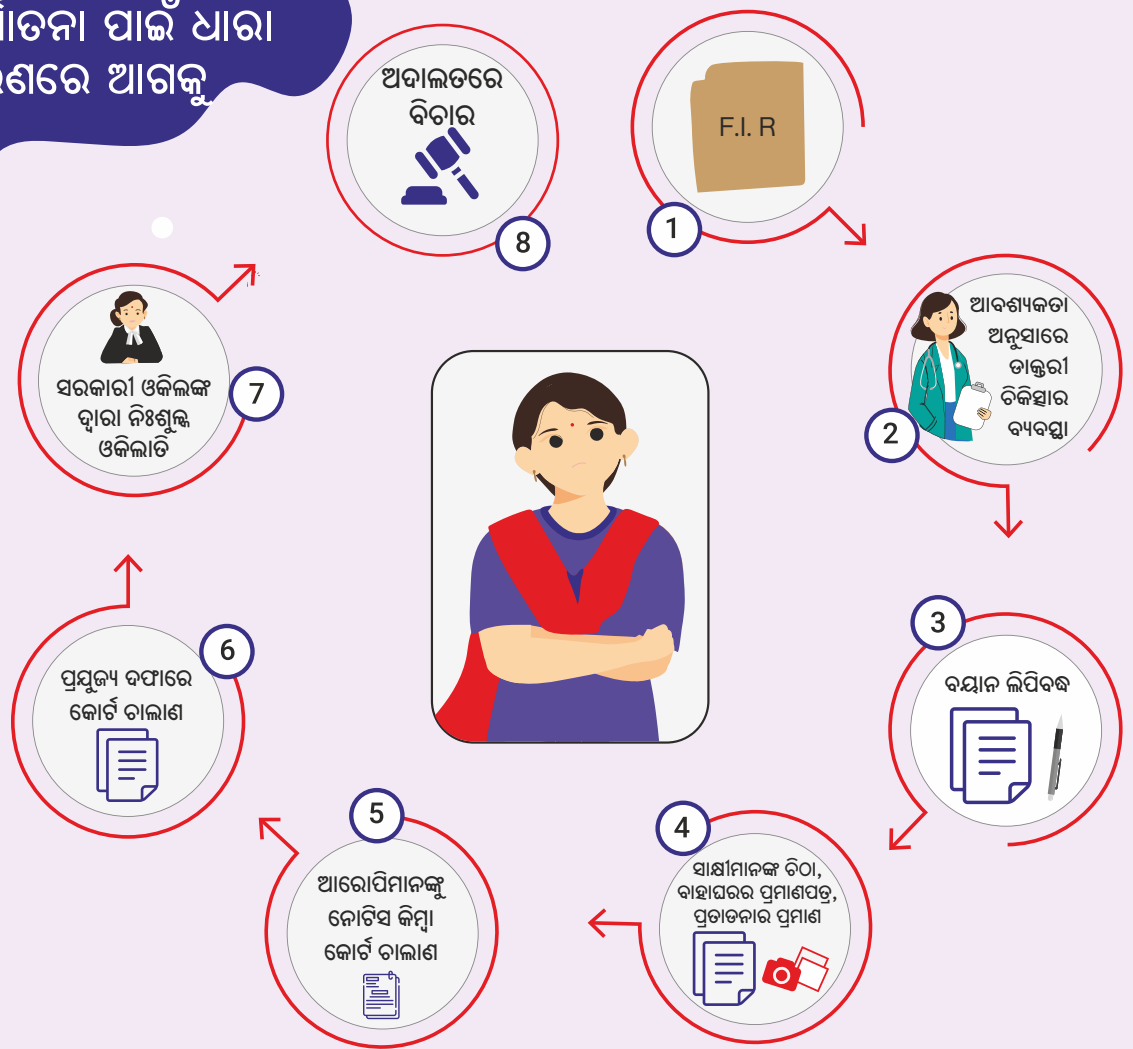 ପାଇଁ ଧାରା
ଆଗକୁ
F.I. R
1
ଆବଶ୍ୟକତା
ଅନୁସାରେ
ଡାକ୍ତରୀ
ଚିକିତ୍ସାର
ବ୍ୟବସ୍ଥା
2
3
ବୟାନ ଲିପିବଦ୍ଧ
4
ସାକ୍ଷୀମାନଙ୍କ ଚିଠା,
ବାହାଘରର ପ୍ରମାଣପତ୍ର,
ପ୍ରତାଡନାର ପ୍ରମାଣ
5
ଆରୋପିମାନଙ୍କୁ
ନୋଟିସ କିମ୍ବା
କୋର୍ଟ ଚାଲାଣ
6
ପ୍ରଯୁଜ୍ୟ ଦଫାରେ
କୋର୍ଟ ଚାଲାଣ
7
ସରକାରୀ ଓକିଲଙ୍କ
ଦ୍ୱାରା ନିଃଶୁଳ୍କ
ଓକିଲାତି
ଅଦାଲତରେ
ବିଚାର
8